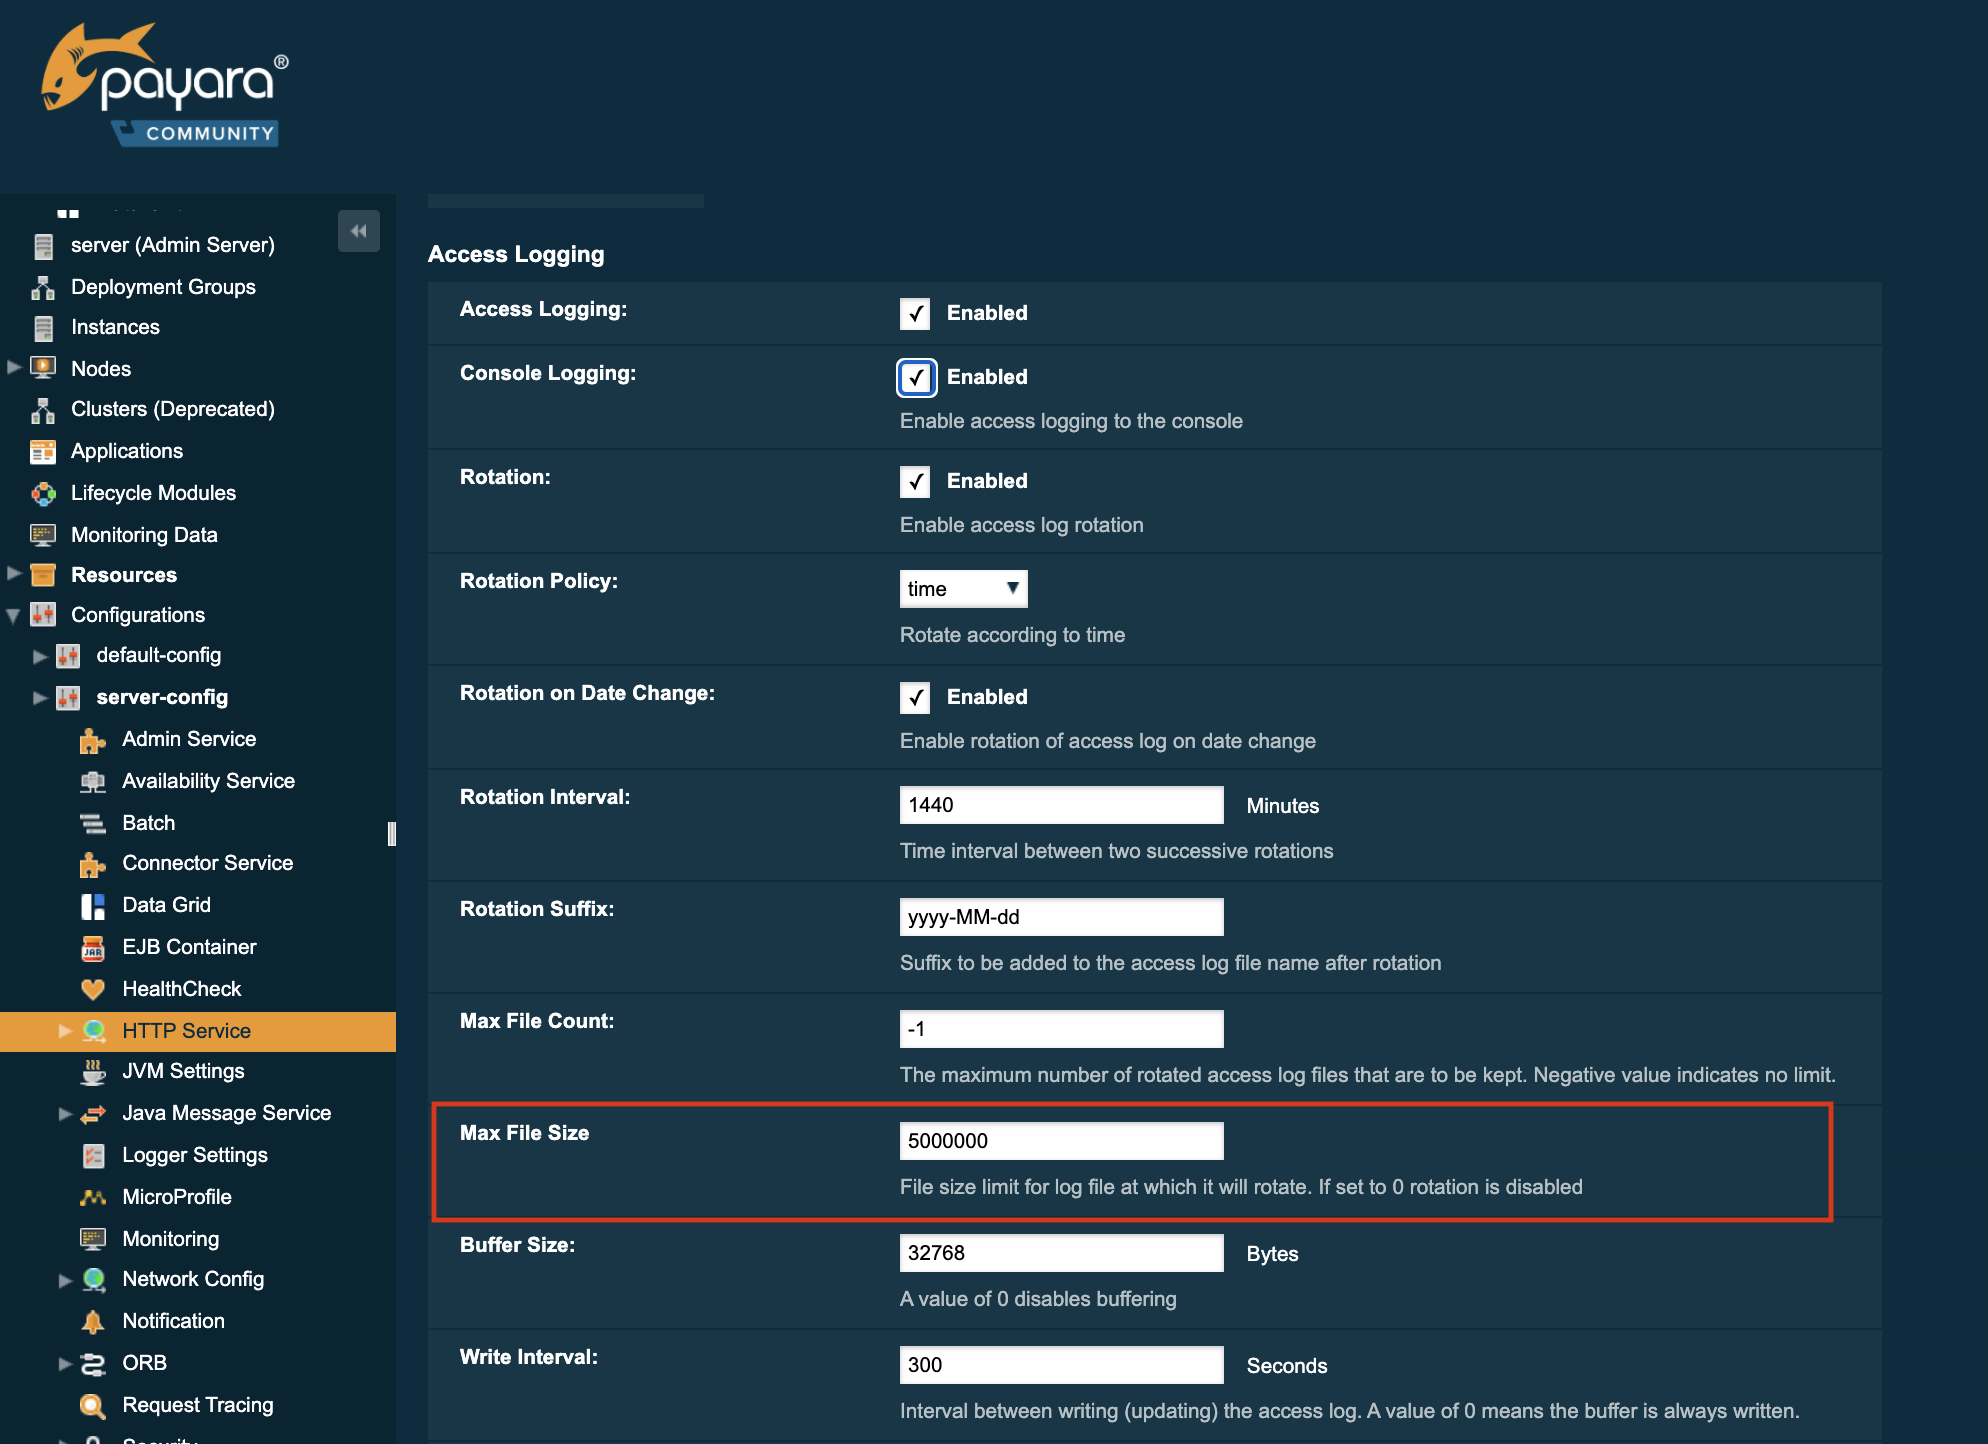 payara®
COMMUNITY
server (Admin Server)
Deployment Groups
Instances
Nodes
Clusters (Deprecated)
Applications
Lifecycle Modules
Monitoring Data
Resources
Configurations
default-config
server-config
Admin Service
Availability Service
Batch
Connector Service
Data Grid
JAR
EJB Container
HealthCheck
HTTP Service
JVM Settings
Java Message Service
Logger Settings
MicroProfile
Monitoring
Network Config
Notification
ORB
Request Tracing
Security
Access Logging
Access Logging:
Enabled
Console Logging:
Enabled
Enable access logging to the console
Rotation:
Enabled
Enable access log rotation
Rotation Policy:
time
Rotate according to time
Rotation on Date Change:
Enabled
Enable rotation of access log on date change
Rotation Interval:
1440 Minutes
Time interval between two successive rotations
Rotation Suffix:
yyyy-MM-dd
Suffix to be added to the access log file name after rotation
Max File Count:
-1
The maximum number of rotated access log files that are to be kept. Negative value indicates no limit.
Max File Size
5000000
File size limit for log file at which it will rotate. If set to 0 rotation is disabled
Buffer Size:
32768 Bytes
A value of 0 disables buffering
Write Interval:
300 Seconds
Interval between writing (updating) the access log. A value of 0 means the buffer is always written.